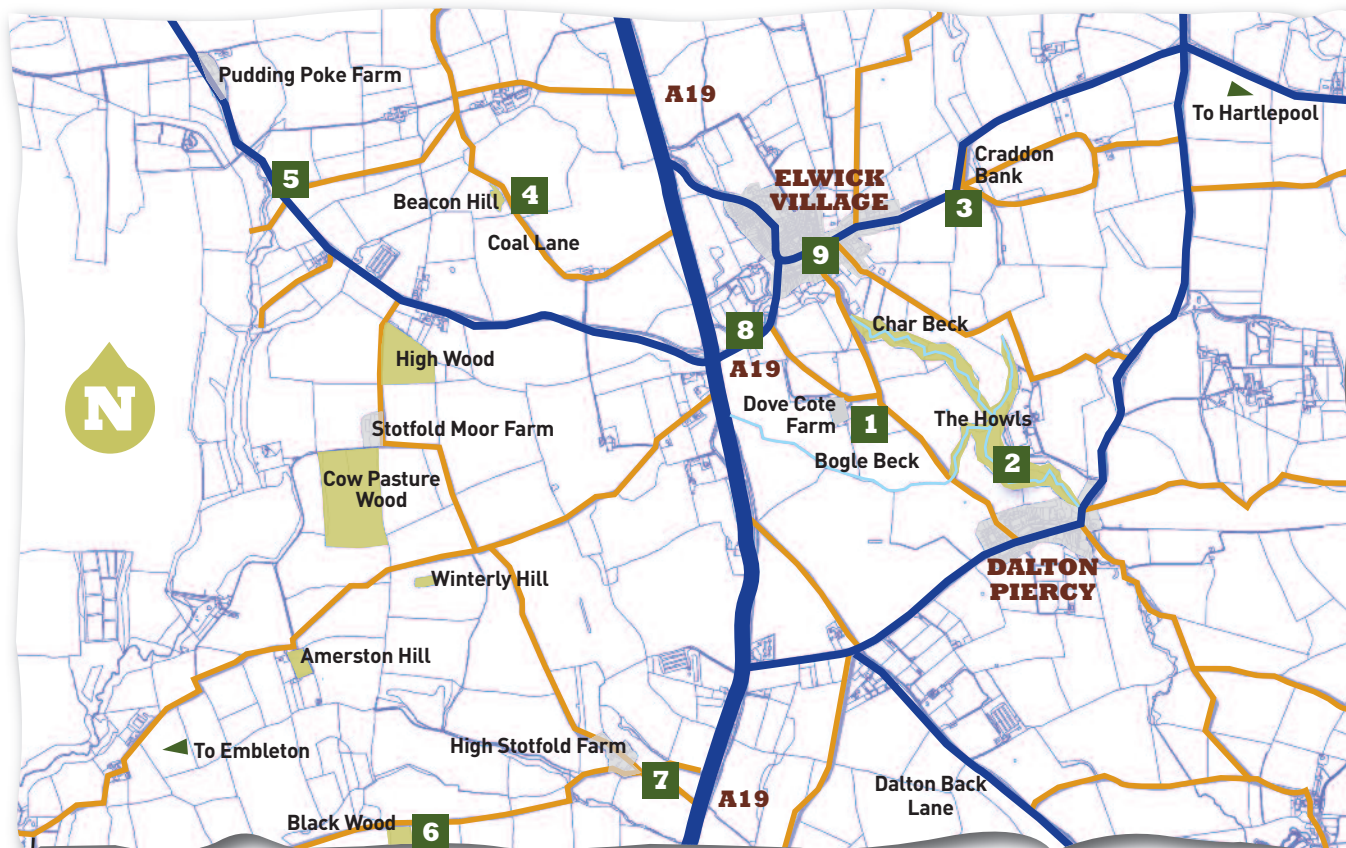 Pudding Poke Farm
A19
To Hartlepool
5
Beacon Hill
4
Coal Lane
ELWICK
VILLAGE
9
Craddon
Bank
3
N
High Wood
Stotfold Moor Farm
Cow Pasture
Wood
8
A19
Char Beck
Dove Cote
Farm
1
Bogle Beck
The Howls
2
DALTON
PIERCY
Winterly Hill
Amerston Hill
To Embleton
High Stotfold Farm
7
A19
Dalton Back
Lane
Black Wood
6